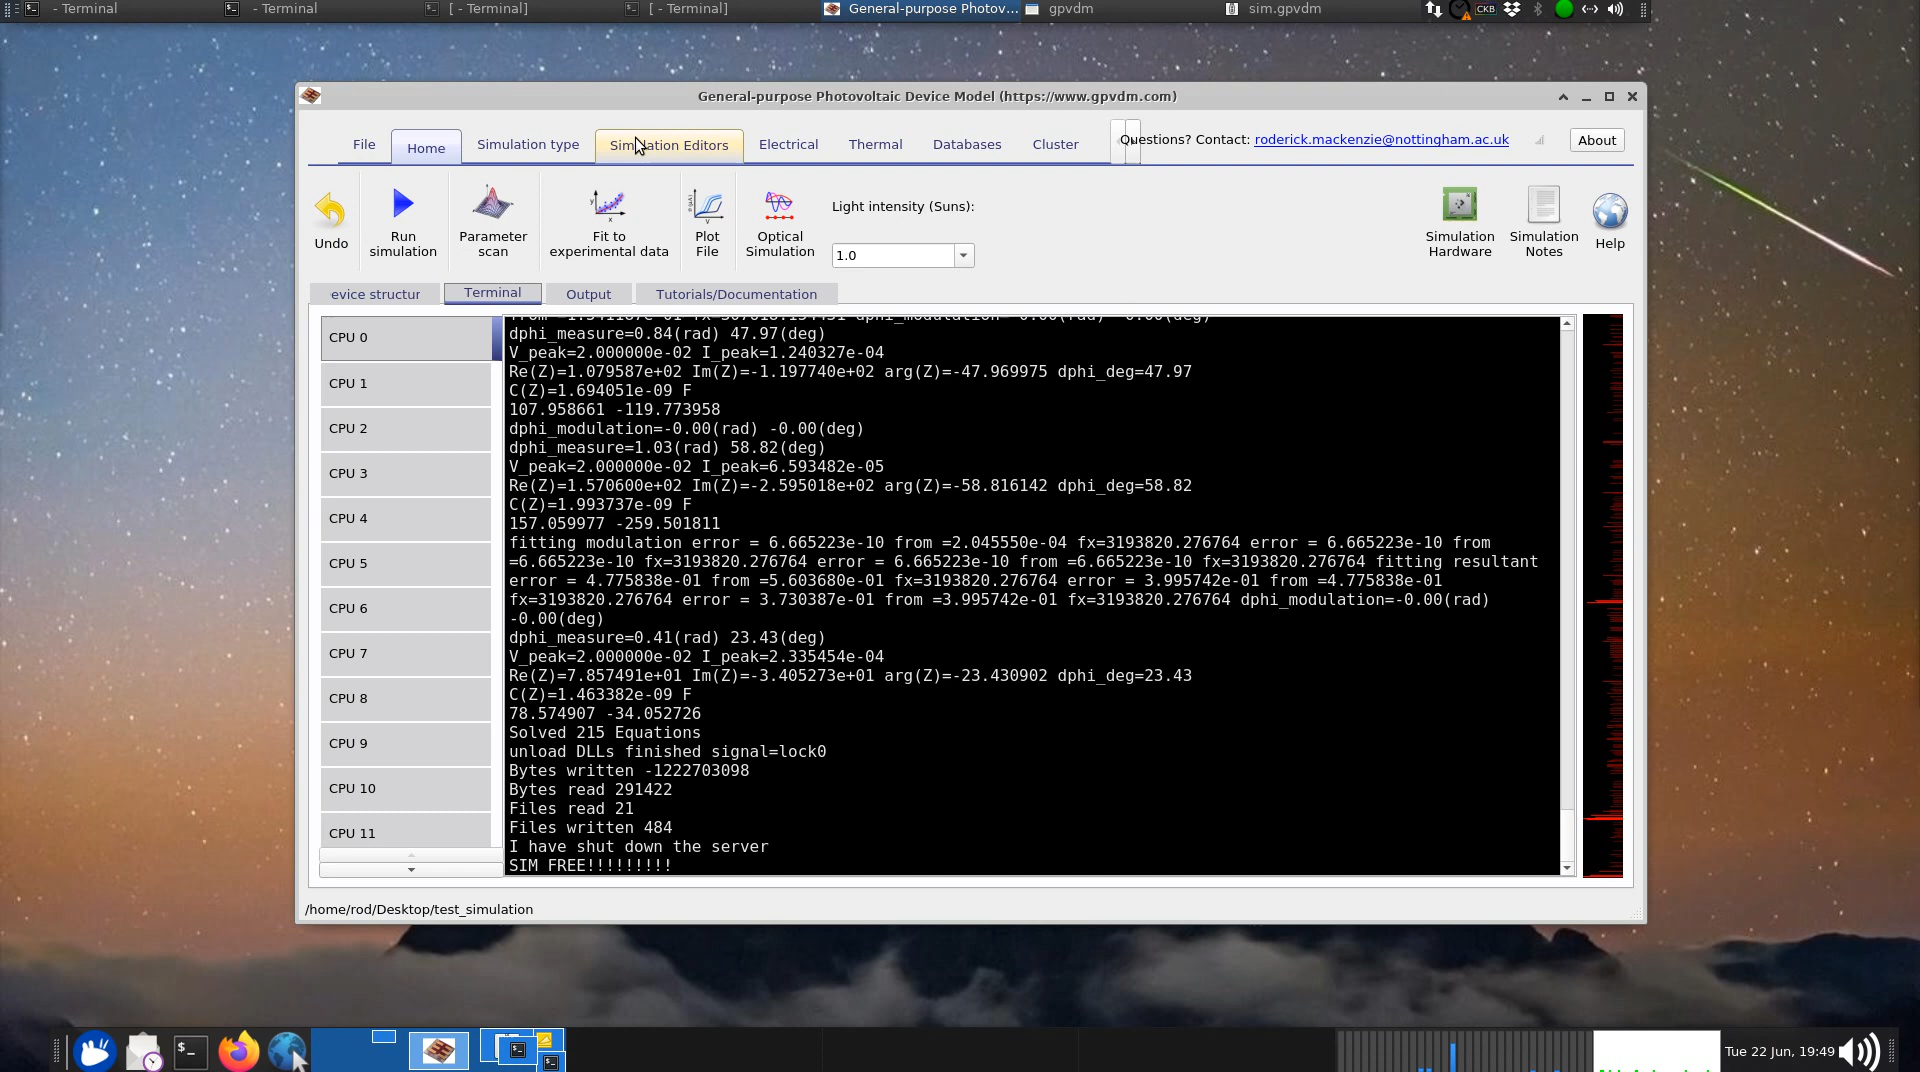 - Terminal
- Terminal
[ - Terminal]
[ - Terminal]
General-purpose Photov...
gpvdm
sim.gpvdm
CKB
General-purpose Photovoltaic Device Model (https://www.gpvdm.com)
File
Home
Simulation type
Simulation Editors
Electrical
Thermal
Databases
Cluster
Questions? Contact: roderick.mackenzie@nottingham.ac.uk
About
Undo
Run
simulation
Parameter
scan
Fit to
experimental data
Plot
File
Optical
Simulation
Light intensity (Suns):
1.0
Simulation
Hardware
Simulation
Notes
Help
evice structur
Terminal
Output
Tutorials/Documentation
CPU 0
CPU 1
CPU 2
CPU 3
CPU 4
CPU 5
CPU 6
CPU 7
CPU 8
CPU 9
CPU 10
CPU 11
dphi_measure=0.84(rad) 47.97(deg)
V_peak=2.000000e-02 I_peak=1.240327e-04
Re(Z)=1.079587e+02 Im(Z)=-1.197740e+02 arg(Z)=-47.969975 dphi_deg=47.97
C(Z)=1.694051e-09 F
107.958661 -119.773958
dphi_modulation=-0.00(rad) -0.00(deg)
dphi_measure=1.03(rad) 58.82(deg)
V_peak=2.000000e-02 I_peak=6.593482e-05
Re(Z)=1.570600e+02 Im(Z)=-2.595018e+02 arg(Z)=-58.816142 dphi_deg=58.82
C(Z)=1.993737e-09 F
157.059977 -259.501811
fitting modulation error = 6.665223e-10 from =2.045550e-04 fx=3193820.276764 error = 6.665223e-10 from
=6.665223e-10 fx=3193820.276764 error = 6.665223e-10 from =6.665223e-10 fx=3193820.276764 fitting resultant
error = 4.775838e-01 from =5.603680e-01 fx=3193820.276764 error = 3.995742e-01 from =4.775838e-01
fx=3193820.276764 error = 3.730387e-01 from =3.995742e-01 fx=3193820.276764 dphi_modulation=-0.00(rad)
-0.00(deg)
dphi_measure=0.41(rad) 23.43(deg)
V_peak=2.000000e-02 I_peak=2.335454e-04
Re(Z)=7.857491e+01 Im(Z)=-3.405273e+01 arg(Z)=-23.430902 dphi_deg=23.43
C(Z)=1.463382e-09 F
78.574907 -34.052726
Solved 215 Equations
unload DLLs finished signal=lock0
Bytes written -1222703098
Bytes read 291422
Files read 21
Files written 484
I have shut down the server
SIM FREE!!!!!!!!!
/home/rod/Desktop/test_simulation
Tue 22 Jun, 19:49